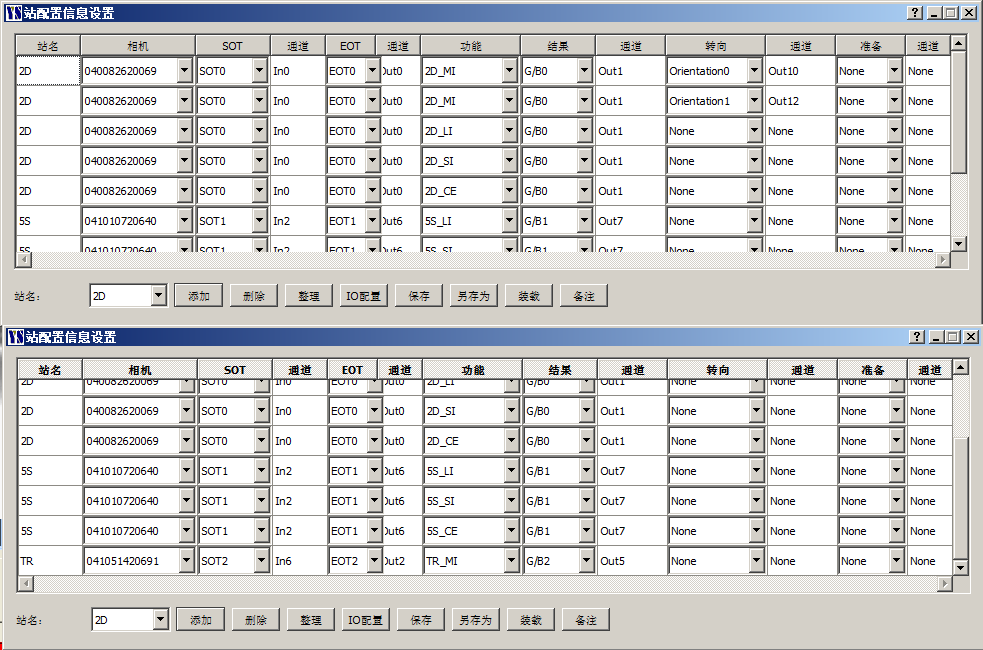 站配置信息设置
站名 相机 SOT 通道 EOT 通道 功能 结果 通道 转向 通道 准备 通道
2D 040082620069 SOT0 In0 EOT0 Out0 2D_MI G/B0 Out1 Orientation0 Out10 None None
2D 040082620069 SOT0 In0 EOT0 Out0 2D_MI G/B0 Out1 Orientation1 Out12 None None
2D 040082620069 SOT0 In0 EOT0 Out0 2D_LI G/B0 Out1 None None None None
2D 040082620069 SOT0 In0 EOT0 Out0 2D_SI G/B0 Out1 None None None None
2D 040082620069 SOT0 In0 EOT0 Out0 2D_CE G/B0 Out1 None None None None
5S 041010720640 SOT1 In2 EOT1 Out6 5S_LI G/B1 Out7 None None None None
5S 041010720640 SOT1 In2 EOT1 Out6 5S_SI G/B1 Out7 None None None None
站名: 2D 添加 删除 整理 IO配置 保存 另存为 装载 备注
站配置信息设置
站名 相机 SOT 通道 EOT 通道 功能 结果 通道 转向 通道 准备 通道
2D 040082620069 SOT0 In0 EOT0 Out0 2D_LI G/B0 Out1 None None None None
2D 040082620069 SOT0 In0 EOT0 Out0 2D_SI G/B0 Out1 None None None None
2D 040082620069 SOT0 In0 EOT0 Out0 2D_CE G/B0 Out1 None None None None
5S 041010720640 SOT1 In2 EOT1 Out6 5S_LI G/B1 Out7 None None None None
5S 041010720640 SOT1 In2 EOT1 Out6 5S_SI G/B1 Out7 None None None None
5S 041010720640 SOT1 In2 EOT1 Out6 5S_CE G/B1 Out7 None None None None
TR 041051420691 SOT2 In6 EOT2 Out2 TR_MI G/B2 Out5 None None None None
站名: 2D 添加 删除 整理 IO配置 保存 另存为 装载 备注